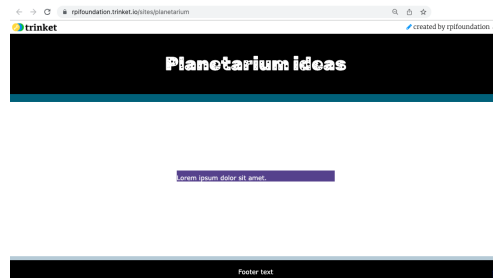 rpifoundation.trinket.io/sites/planetarium
trinket
created by rpifoundation
Planetarium ideas
Lorem ipsum dolor sit amet.
Footer text